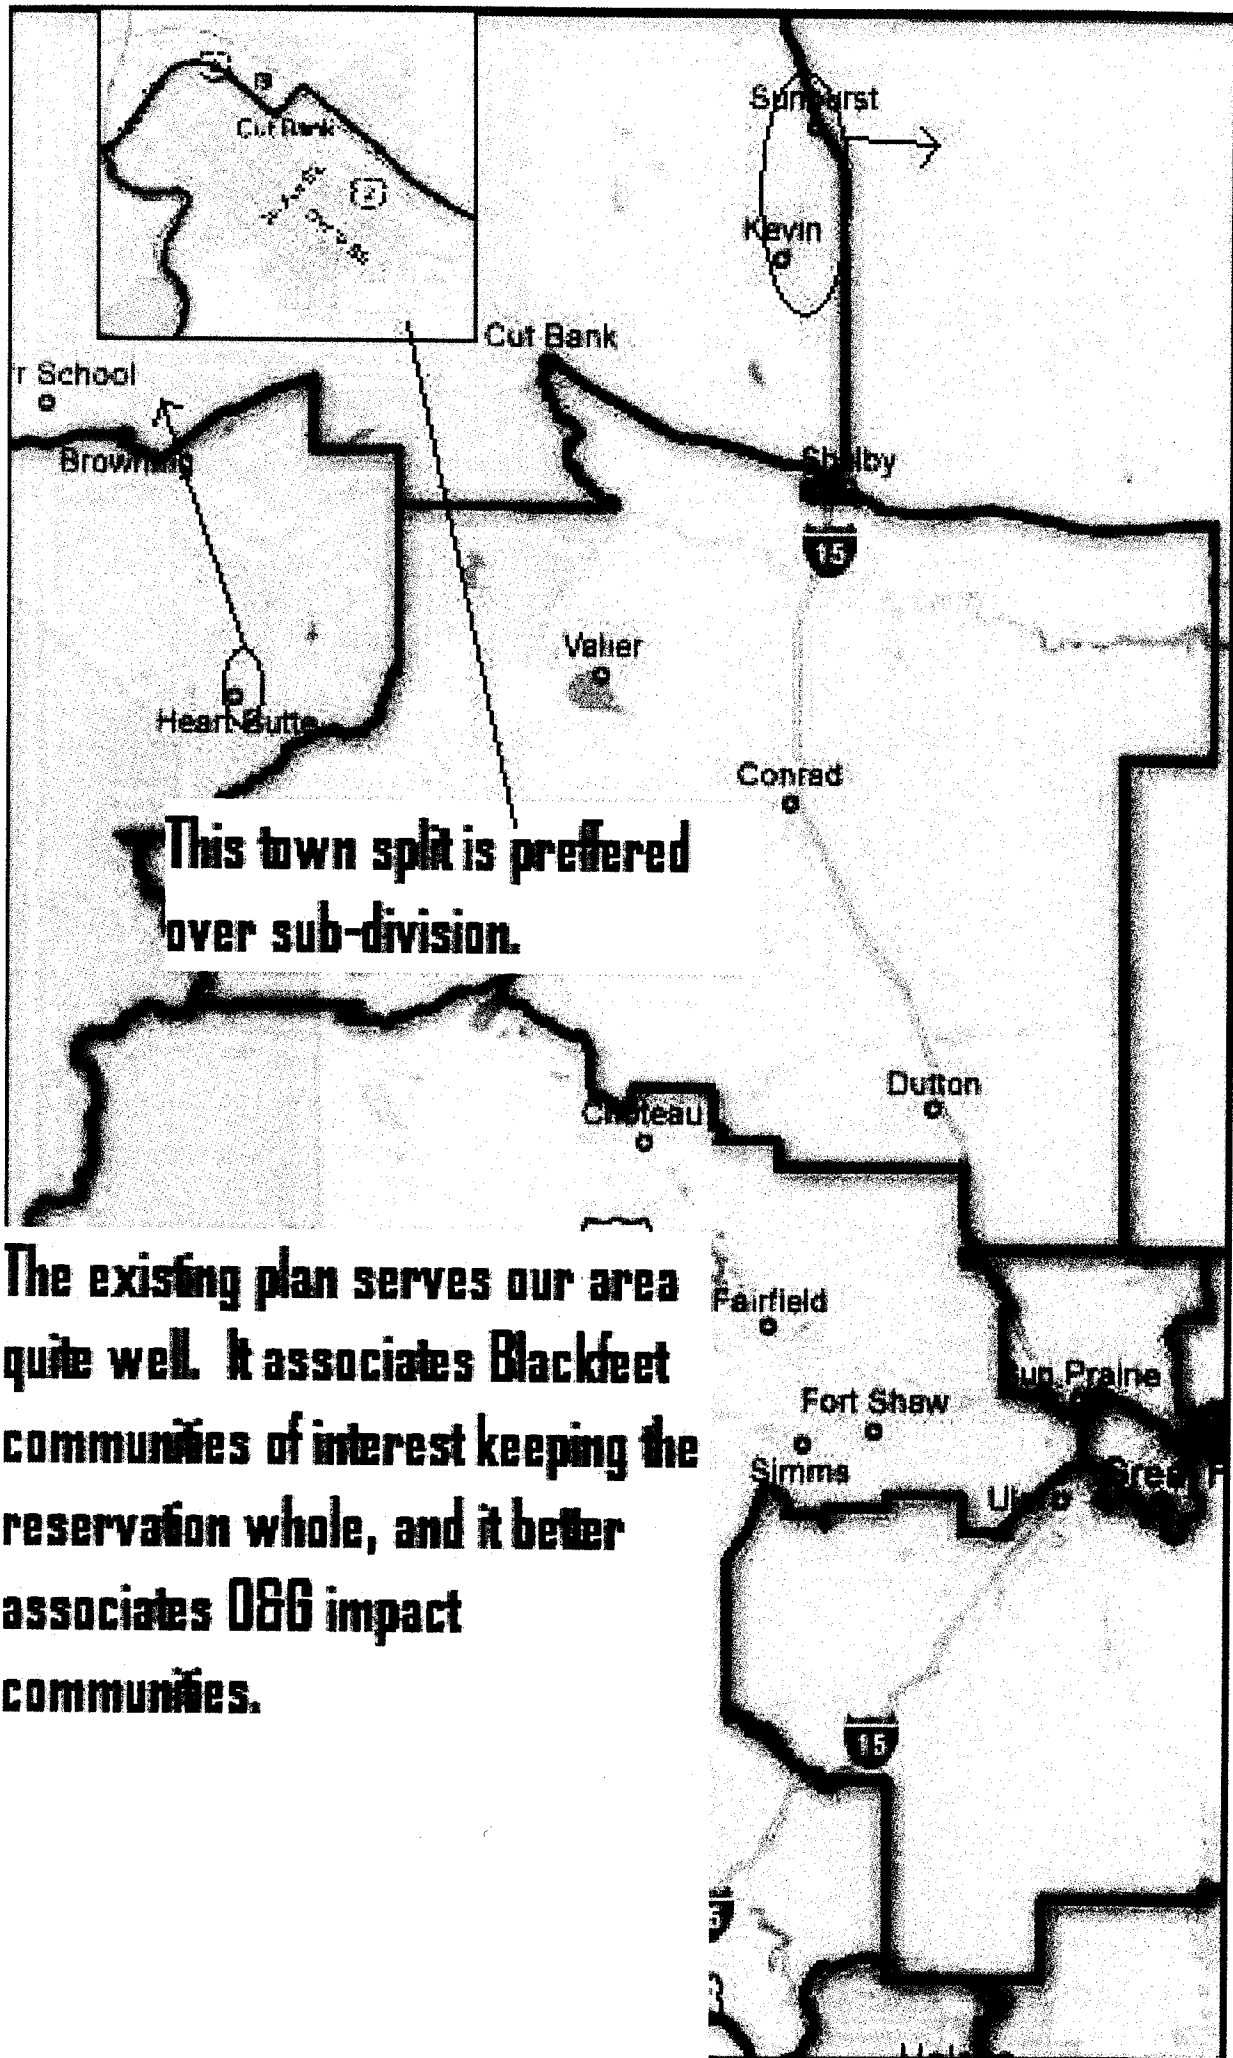 Cut Bank
2
Sunburst
Kevin
Cut Bank
r School
Browning
Shelby
15
Valier
Heart Butte
Conrad
This town split is preffered
over sub-division.
Dutton
Choteau
The existing plan serves our area
quite well. It associates Blackfeet
communities of interest keeping the
reservation whole, and it better
associates O&G impact
communities.
Fairfield
Sun Prairie
Fort Shaw
Simms
15